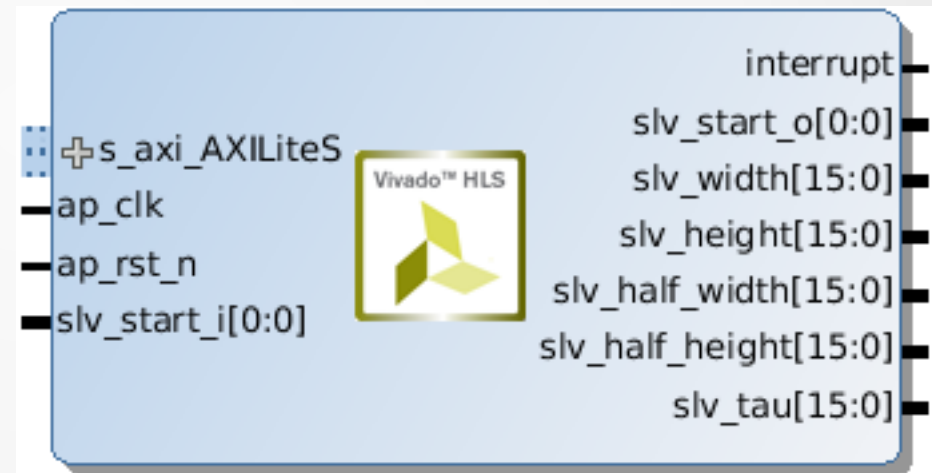 s_axi_AXILiteS
ap_clk
ap_rst_n
slv_start_i[0:0]
Vivado™ HLS
interrupt
slv_start_o[0:0]
slv_width[15:0]
slv_height[15:0]
slv_half_width[15:0]
slv_half_height[15:0]
slv_tau[15:0]